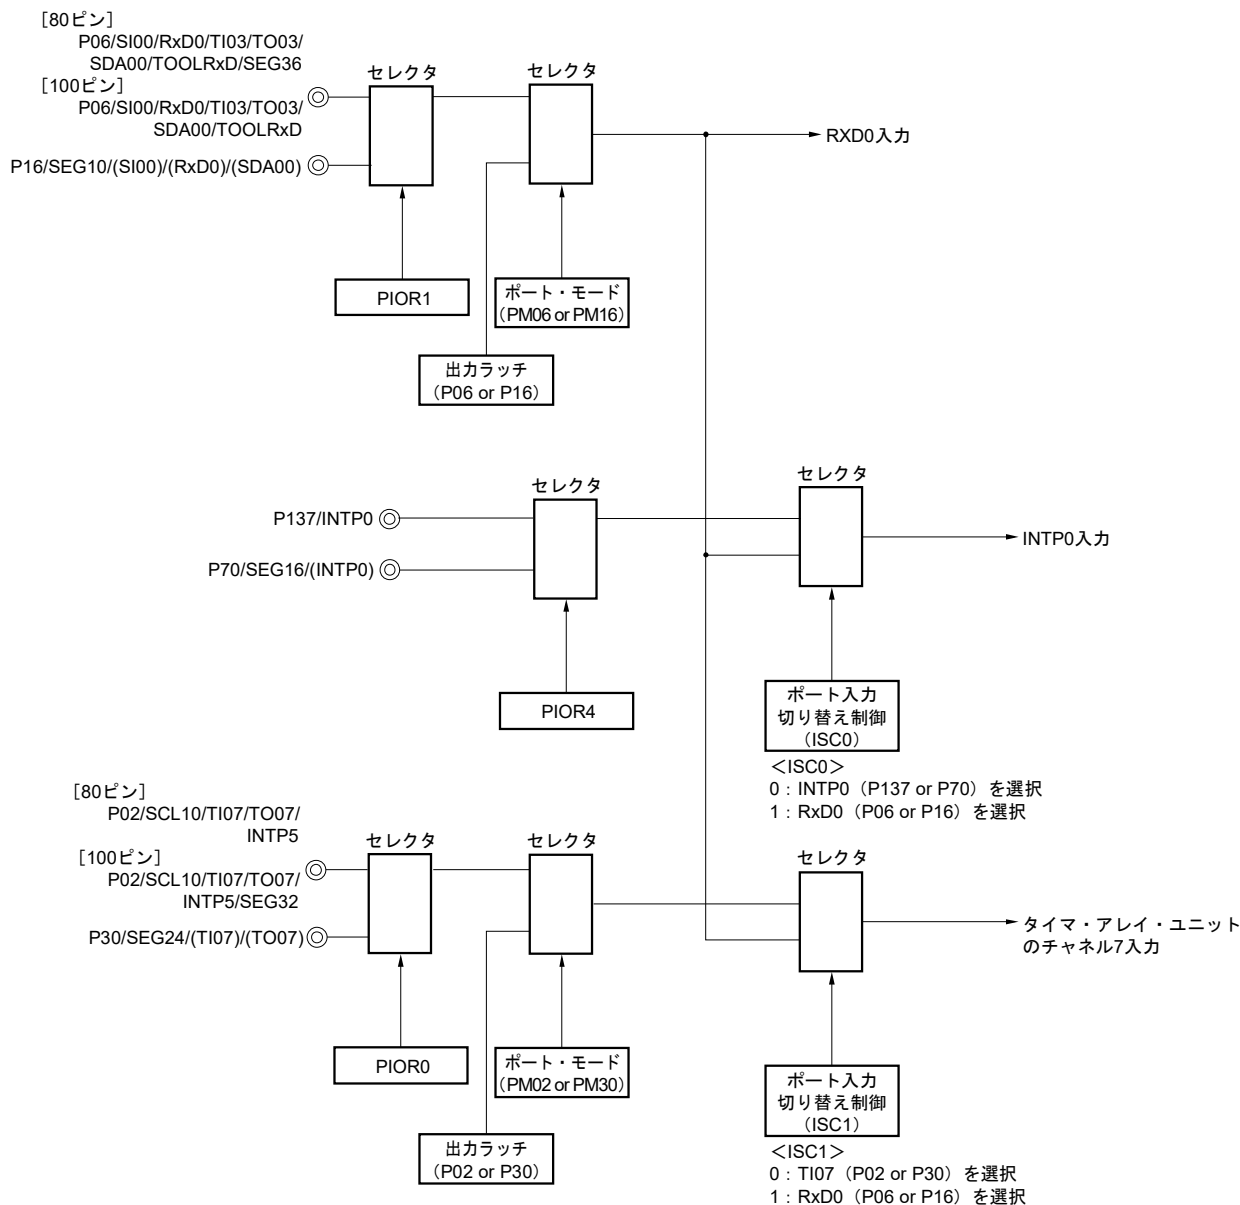 ［80ピン］
P06/SI00/RxD0/TI03/TO03/
SDA00/TOOLRxD/SEG36
［100ピン］
P06/SI00/RxD0/TI03/TO03/
SDA00/TOOLRxD
P16/SEG10/(SI00)/(RxD0)/(SDA00)
セレクタ
セレクタ
RXD0入力
PIOR1
ポート・モード
（PM06 or PM16）
出力ラッチ
（P06 or P16）
セレクタ
セレクタ
P137/INTP0
P70/SEG16/(INTP0)
INTP0入力
PIOR4
ポート入力
切り替え制御
（ISC0）
＜ISC0＞
0：INTP0（P137 or P70）を選択
1：RxD0（P06 or P16）を選択
［80ピン］
P02/SCL10/TI07/TO07/
INTP5
［100ピン］
P02/SCL10/TI07/TO07/
INTP5/SEG32
P30/SEG24/(TI07)/(TO07)
セレクタ
セレクタ
セレクタ
タイマ・アレイ・ユニット
のチャネル7入力
PIOR0
ポート・モード
（PM02 or PM30）
出力ラッチ
（P02 or P30）
ポート入力
切り替え制御
（ISC1）
＜ISC1＞
0：TI07（P02 or P30）を選択
1：RxD0（P06 or P16）を選択